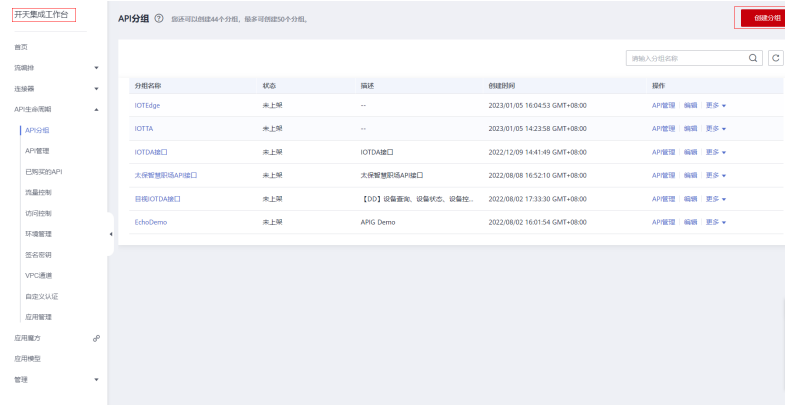 开天集成工作台
首页
流编排
连接器
API生命周期
API分组
API管理
已购买的API
流量控制
访问控制
环境管理
签名密钥
VPC通道
自定义认证
应用管理
应用魔方
应用模型
管理
API分组 ? 您还可以创建44个分组，最多可创建50个分组。
创建分组
请输入分组名称
分组名称 状态 描述 创建时间 操作
IOTEdge 未上架 -- 2023/01/05 16:04:53 GMT+08:00 API管理 编辑 更多
IOTTA 未上架 -- 2023/01/05 14:23:58 GMT+08:00 API管理 编辑 更多
IOTDA接口 未上架 IOTDA接口 2022/12/09 14:41:49 GMT+08:00 API管理 编辑 更多
太保智慧职场API接口 未上架 太保智慧职场API接口 2022/08/08 16:52:10 GMT+08:00 API管理 编辑 更多
目视IOTDA接口 未上架 【DD】设备查询、设备状态、设备控... 2022/08/02 17:33:30 GMT+08:00 API管理 编辑 更多
EchoDemo 未上架 APIG Demo 2022/08/02 16:01:54 GMT+08:00 API管理 编辑 更多